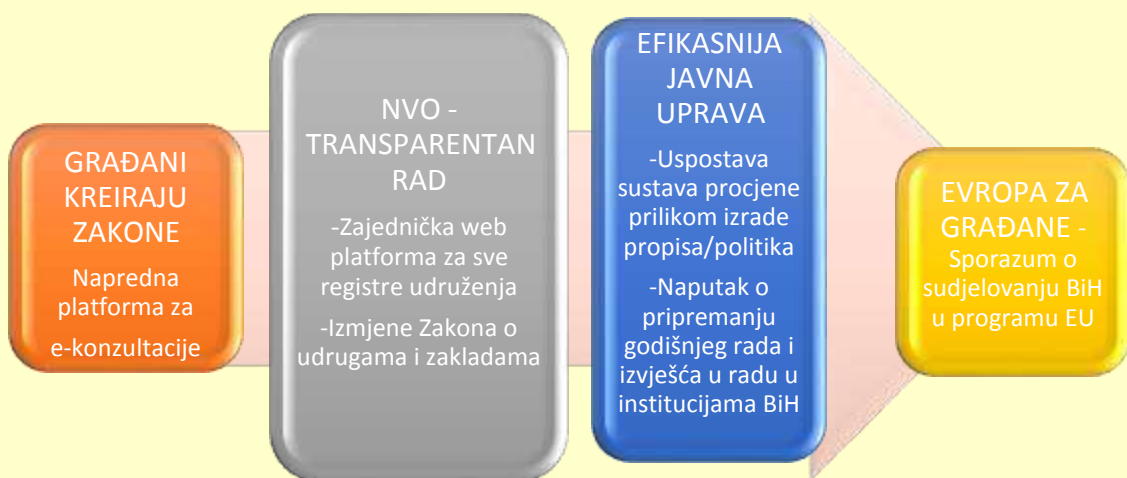 GRAĐANI
KREIRAJU
ZAKONE
Napredna
platforma za
e-konzultacije
NVO -
TRANSPARENTAN
RAD
-Zajednička web
platforma za sve
registre udruženja
-Izmjene Zakona o
udrugama i zakladama
EFIKASNIJA
JAVNA
UPRAVA
-Uspostava
sustava procjene
prilikom izrade
propisa/politika
-Naputak o
pripremanju
godišnjeg rada i
izvješća u radu u
institucijama BiH
EVROPA ZA
GRAĐANE -
Sporazum o
sudjelovanju BiH
u programu EU